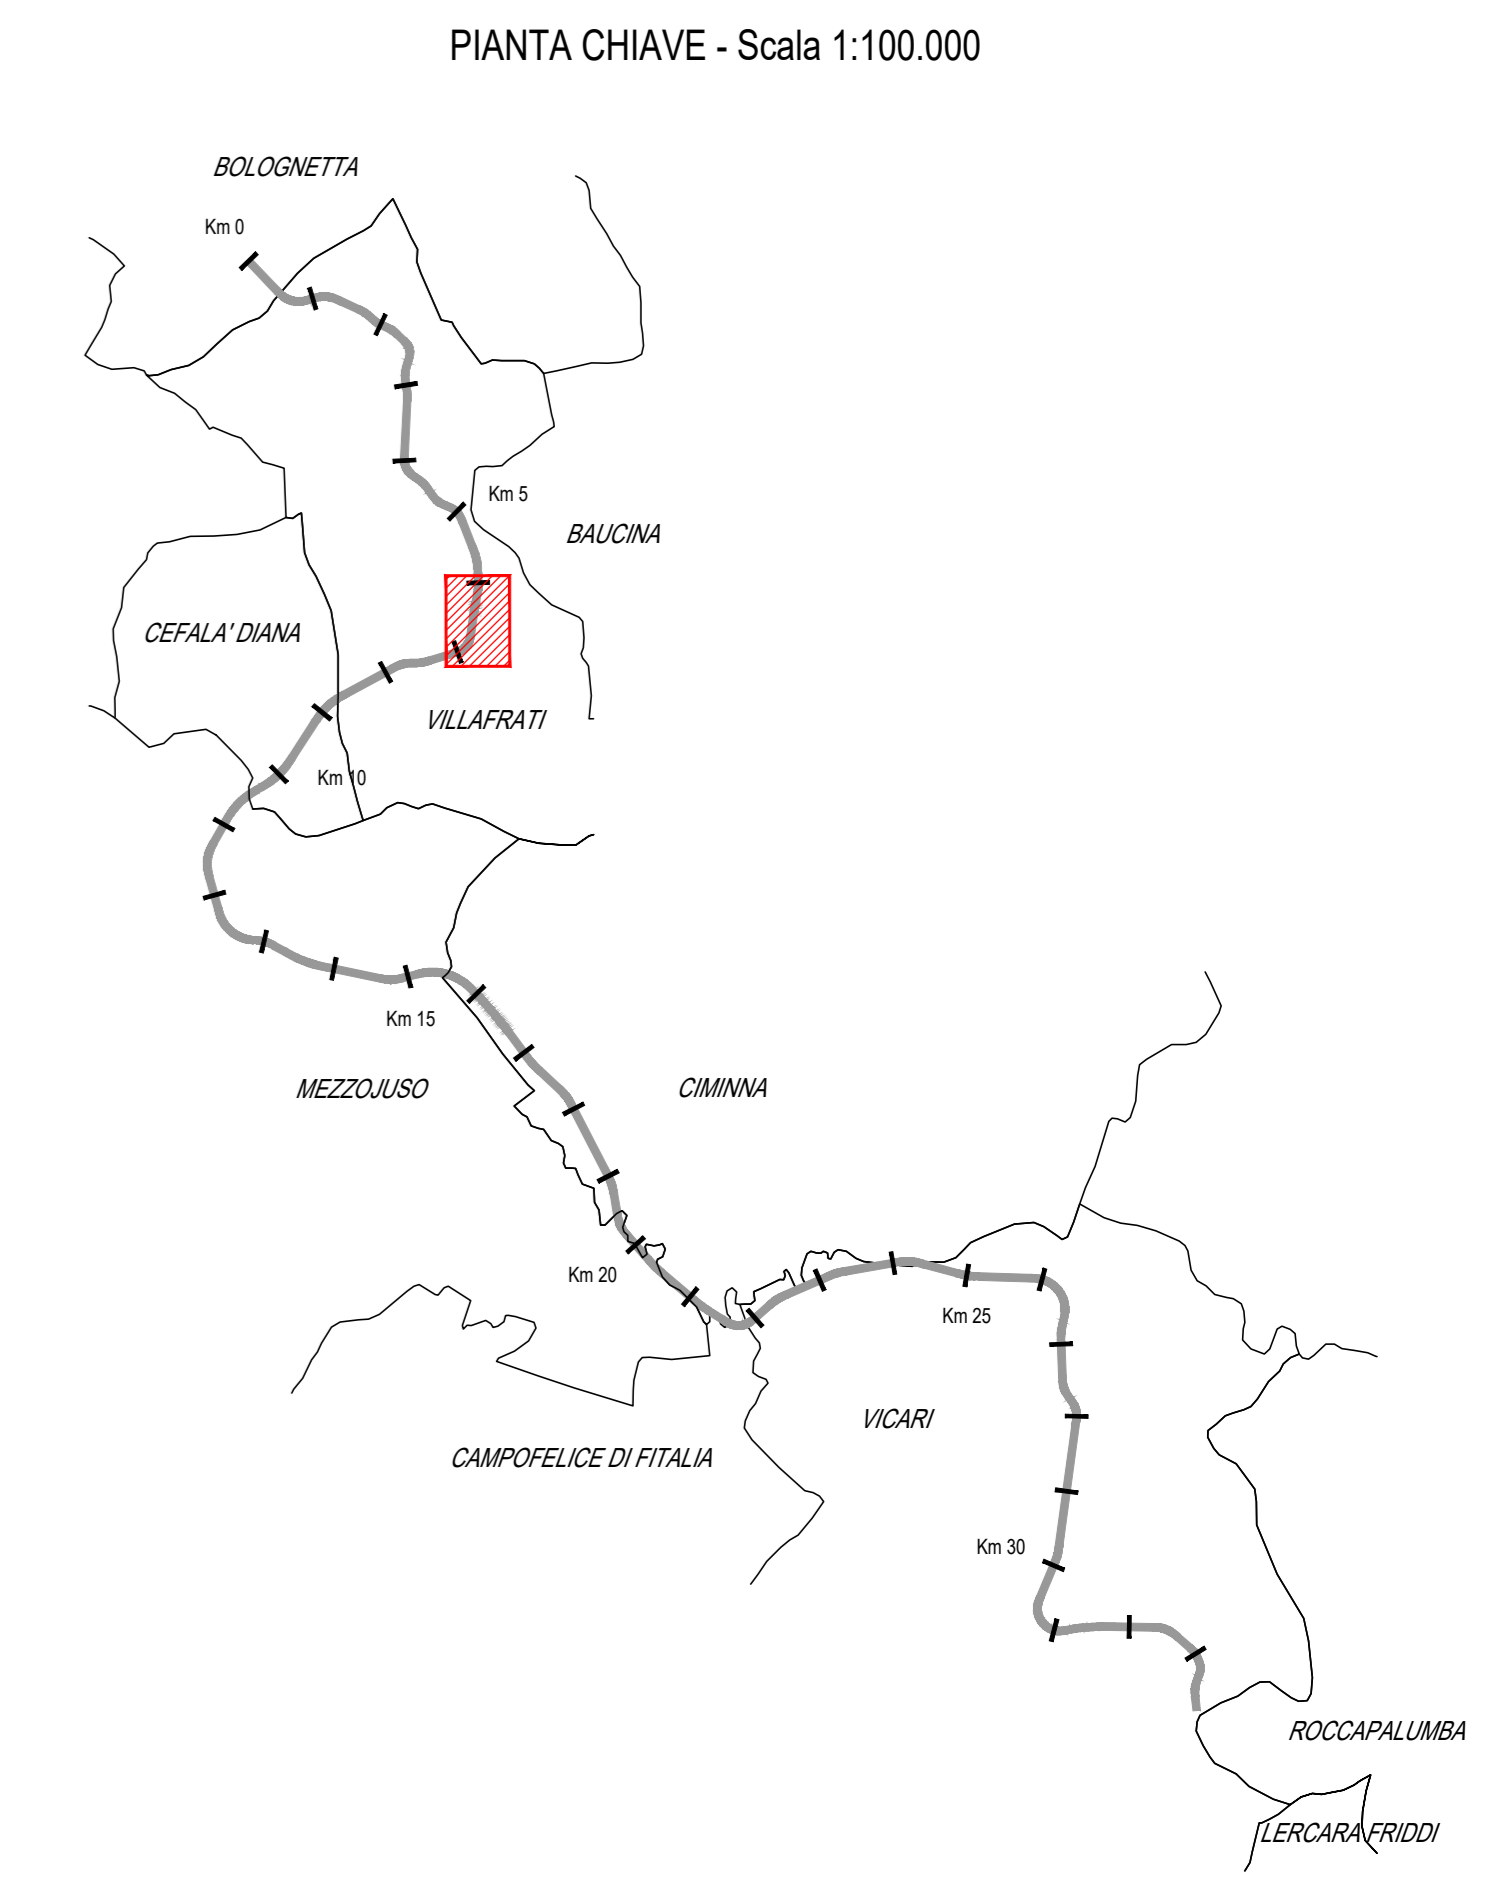 PIANTA CHIAVE - Scala 1:100.000
BOLOGNETTA
Km 0
Km 5
BAUCINA
CEFALA' DIANA
VILLAFRATI
Km 10
Km 15
MEZZOJUSO
CIMINNA
Km 20
Km 25
VICARI
CAMPOFELICE DI FITALIA
Km 30
ROCCAPALUMBA
LERCARA FRIDDI